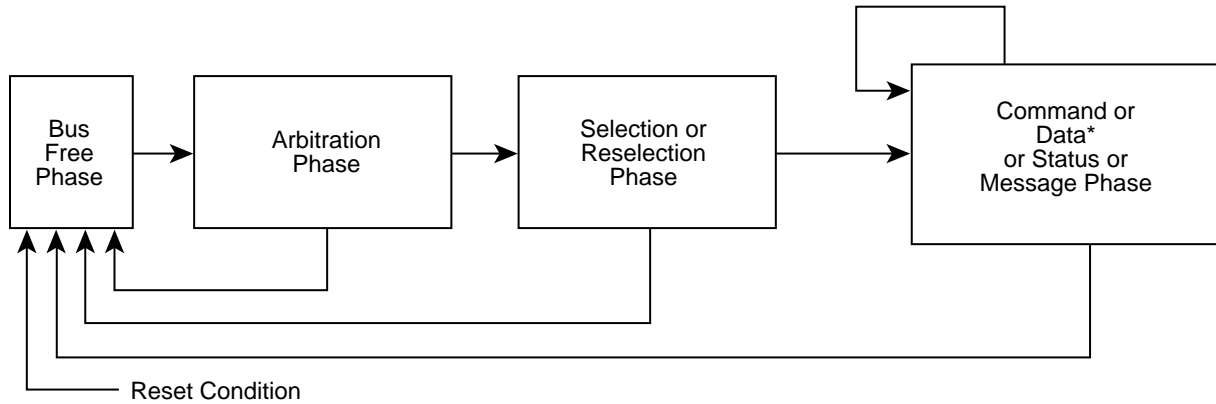 Bus
Free
Phase
Arbitration
Phase
Selection or
Reselection
Phase
Command or
Data*
or Status or
Message Phase
Reset Condition